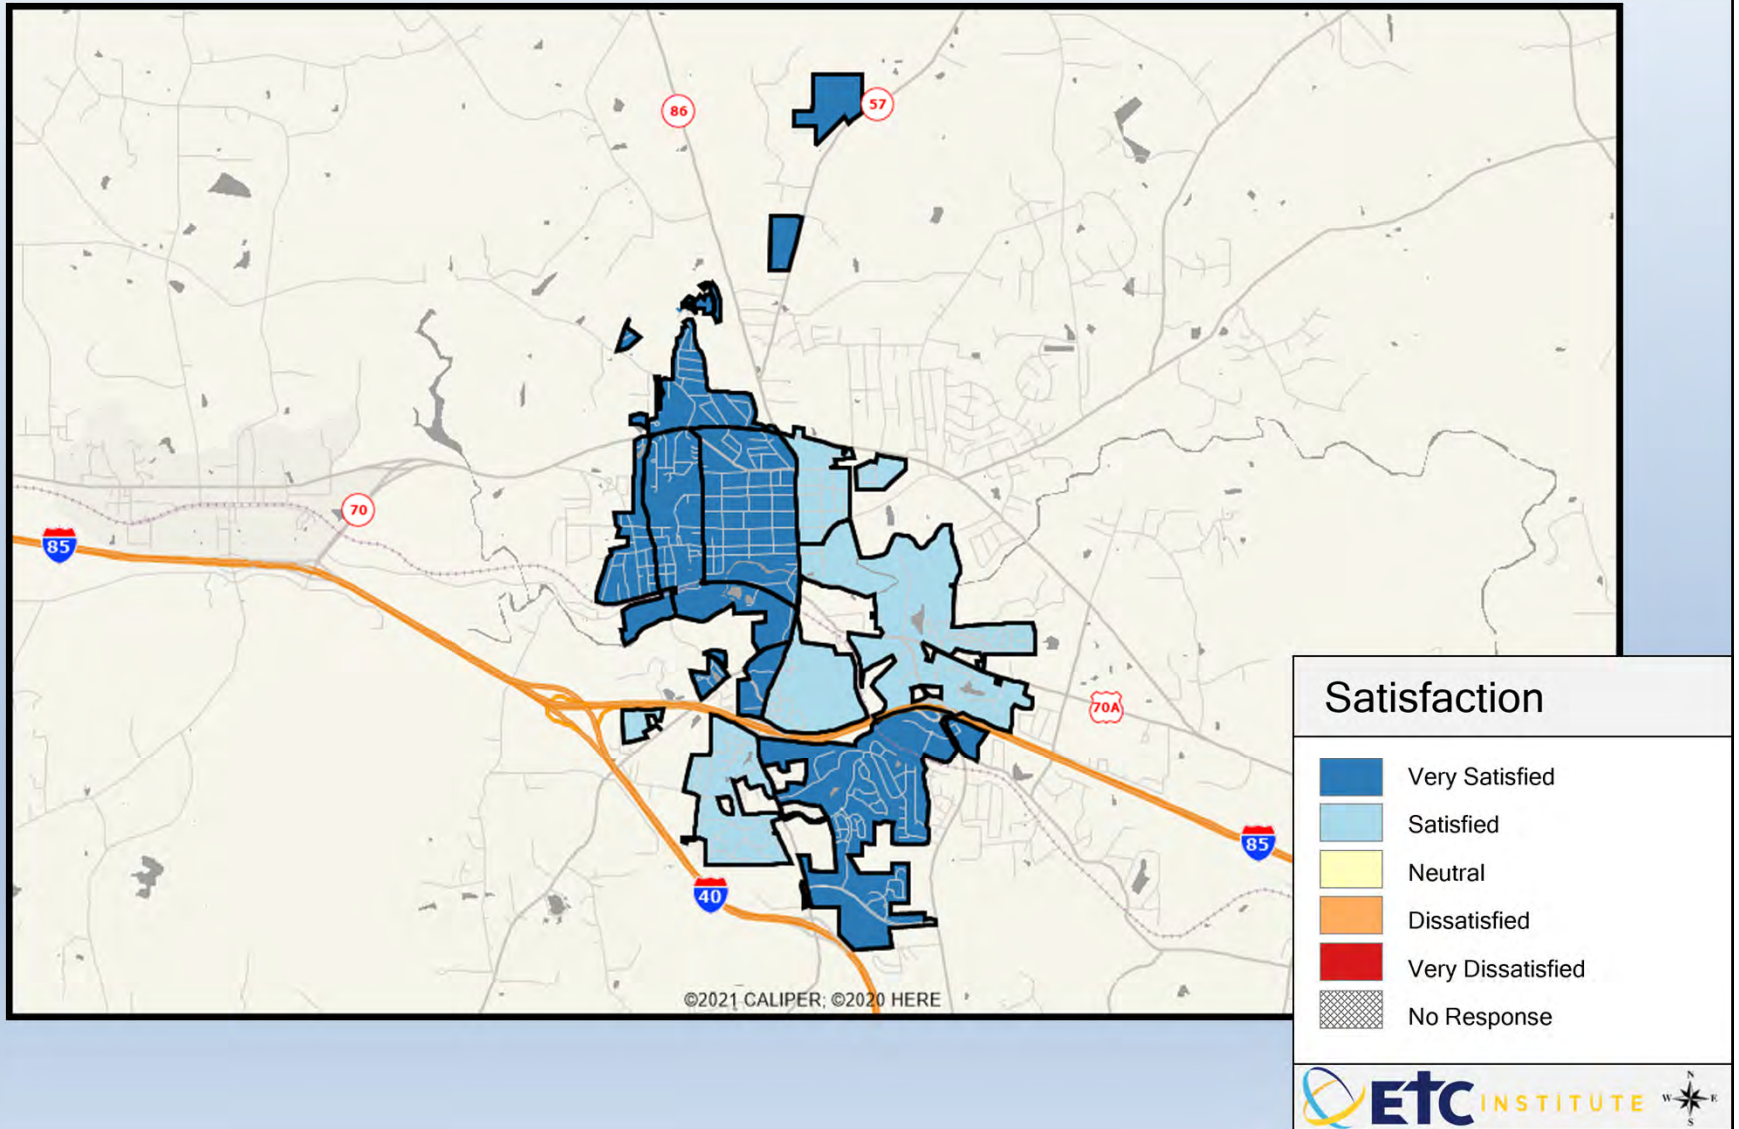 86
57
70
85
70A
85
40
©2021 CALIPER; ©2020 HERE
Satisfaction
Very Satisfied
Satisfied
Neutral
Dissatisfied
Very Dissatisfied
No Response
ETC INSTITUTE
N
W E
S